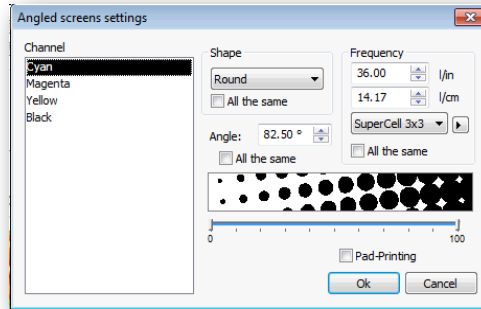 Angled screens settings
Channel
Cyan
Magenta
Yellow
Black
Shape
Round
All the same
Angle: 82.50 °
All the same
Frequency
36.00 l/in
14.17 l/cm
SuperCell 3x3
All the same
0 100
Pad-Printing
Ok Cancel